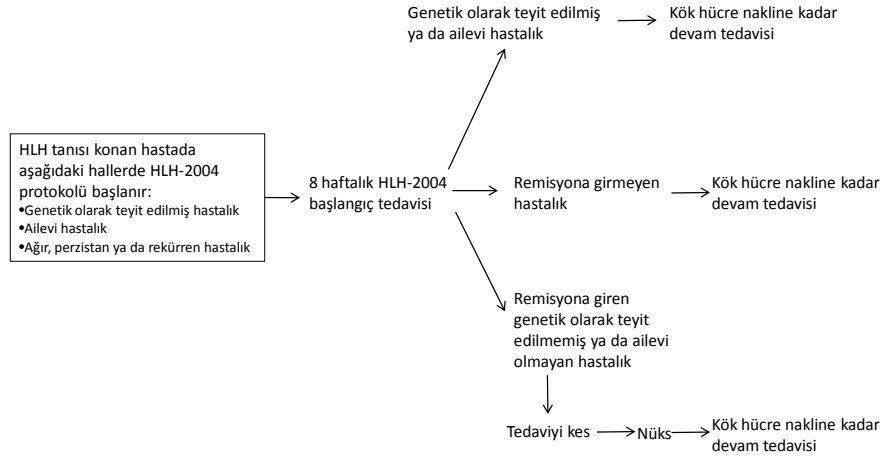 Genetik olarak teyit edilmiş
ya da ailevi hastalık
Kök hücre nakline kadar
devam tedavisi
HLH tanısı konan hastada
aşağıdaki hallerde HLH-2004
protokolü başlanır:
•Genetik olarak teyit edilmiş hastalık
•Ailevi hastalık
•Ağır, perzistan ya da rekürren hastalık
8 haftalık HLH-2004
başlangıç tedavisi
Remisyona girmeyen
hastalık
Kök hücre nakline kadar
devam tedavisi
Remisyona giren
genetik olarak teyit
edilmemiş ya da ailevi
olmayan hastalık
Tedaviyi kes
Nüks
Kök hücre nakline kadar
devam tedavisi